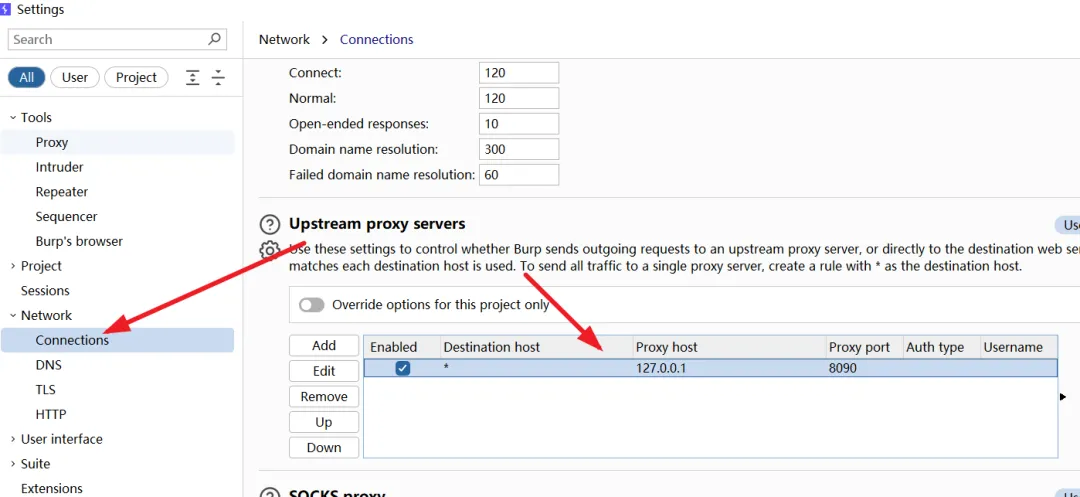 Settings
Search
All User Project
Tools
Proxy
Intruder
Repeater
Sequencer
Burp's browser
Project
Sessions
Network
Connections
DNS
TLS
HTTP
User interface
Suite
Extensions
Network > Connections
Connect: 120
Normal: 120
Open-ended responses: 10
Domain name resolution: 300
Failed domain name resolution: 60
Upstream proxy servers
Use these settings to control whether Burp sends outgoing requests to an upstream proxy server, or directly to the destination web
matches each destination host is used. To send all traffic to a single proxy server, create a rule with * as the destination host.
Override options for this project only
Add
Edit
Remove
Up
Down
Enabled Destination host Proxy host Proxy port Auth type Username
* 127.0.0.1 8090
SOCKS proxy